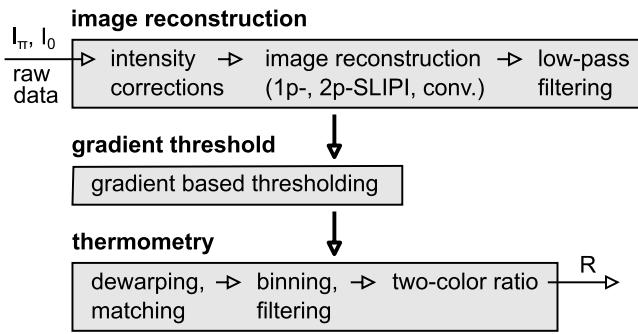 image reconstruction
I_π, I_0
raw
data
intensity
corrections
image reconstruction
(1p-, 2p-SLIPI, conv.)
low-pass
filtering
gradient threshold
gradient based thresholding
thermometry
dewarping,
matching
binning,
filtering
two-color ratio
R